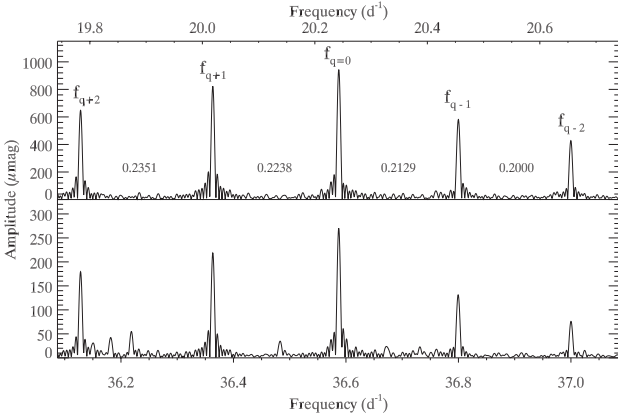 Frequency (d⁻¹)
19.8 20.0 20.2 20.4 20.6
1000
800
600
400
200
0
f_{q+2} f_{q+1} f_{q=0} f_{q-1} f_{q-2}
0.2351 0.2238 0.2129 0.2000
Amplitude (μmag)
300
250
200
150
100
50
0
36.2 36.4 36.6 36.8 37.0
Frequency (d⁻¹)